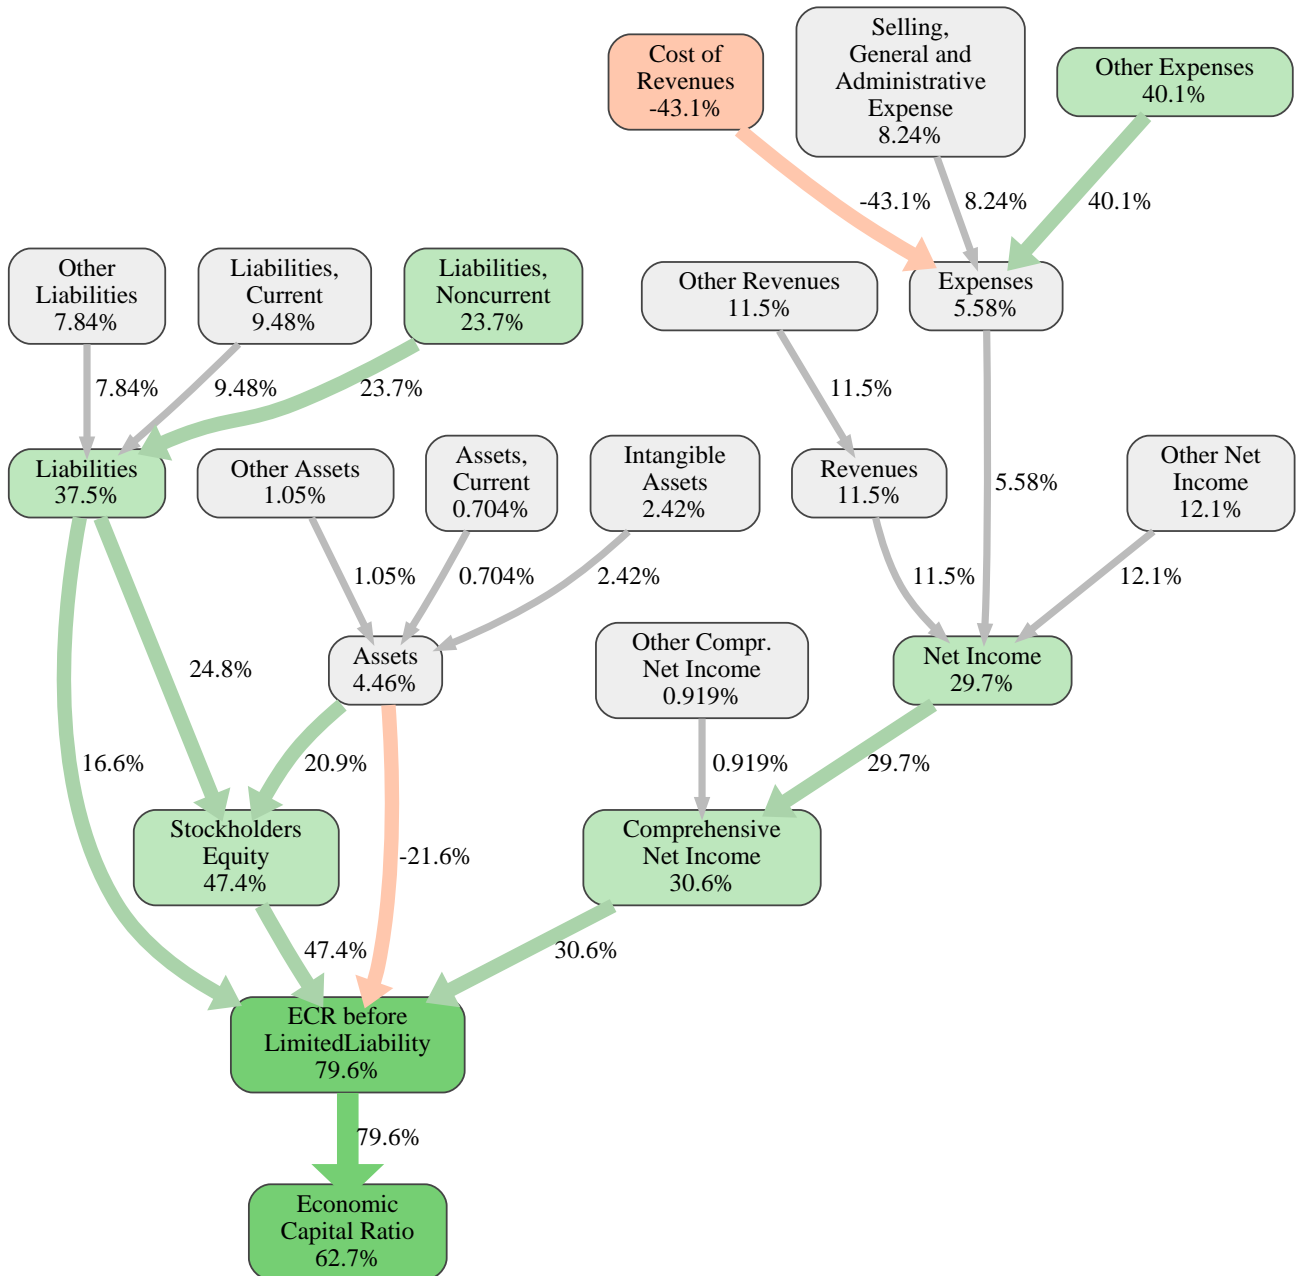 Cost of
Revenues
-43.1%
Selling,
General and
Administrative
Expense
8.24%
Other Expenses
40.1%
-43.1%
8.24%
40.1%
Other
Liabilities
7.84%
Liabilities,
Current
9.48%
Liabilities,
Noncurrent
23.7%
Other Revenues
11.5%
Expenses
5.58%
7.84%
9.48%
23.7%
11.5%
Liabilities
37.5%
Other Assets
1.05%
Assets,
Current
0.704%
Intangible
Assets
2.42%
Revenues
11.5%
5.58%
Other Net
Income
12.1%
1.05%
0.704%
2.42%
11.5%
12.1%
24.8%
Assets
4.46%
Other Compr.
Net Income
0.919%
Net Income
29.7%
16.6%
20.9%
0.919%
29.7%
Stockholders
Equity
47.4%
-21.6%
Comprehensive
Net Income
30.6%
47.4%
30.6%
ECR before
LimitedLiability
79.6%
79.6%
Economic
Capital Ratio
62.7%